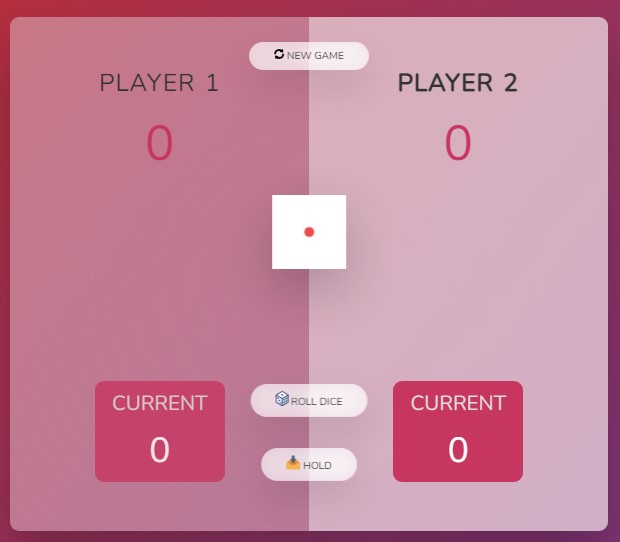 NEW GAME
PLAYER 1
PLAYER 2
0
0
CURRENT
0
ROLL DICE
HOLD
CURRENT
0